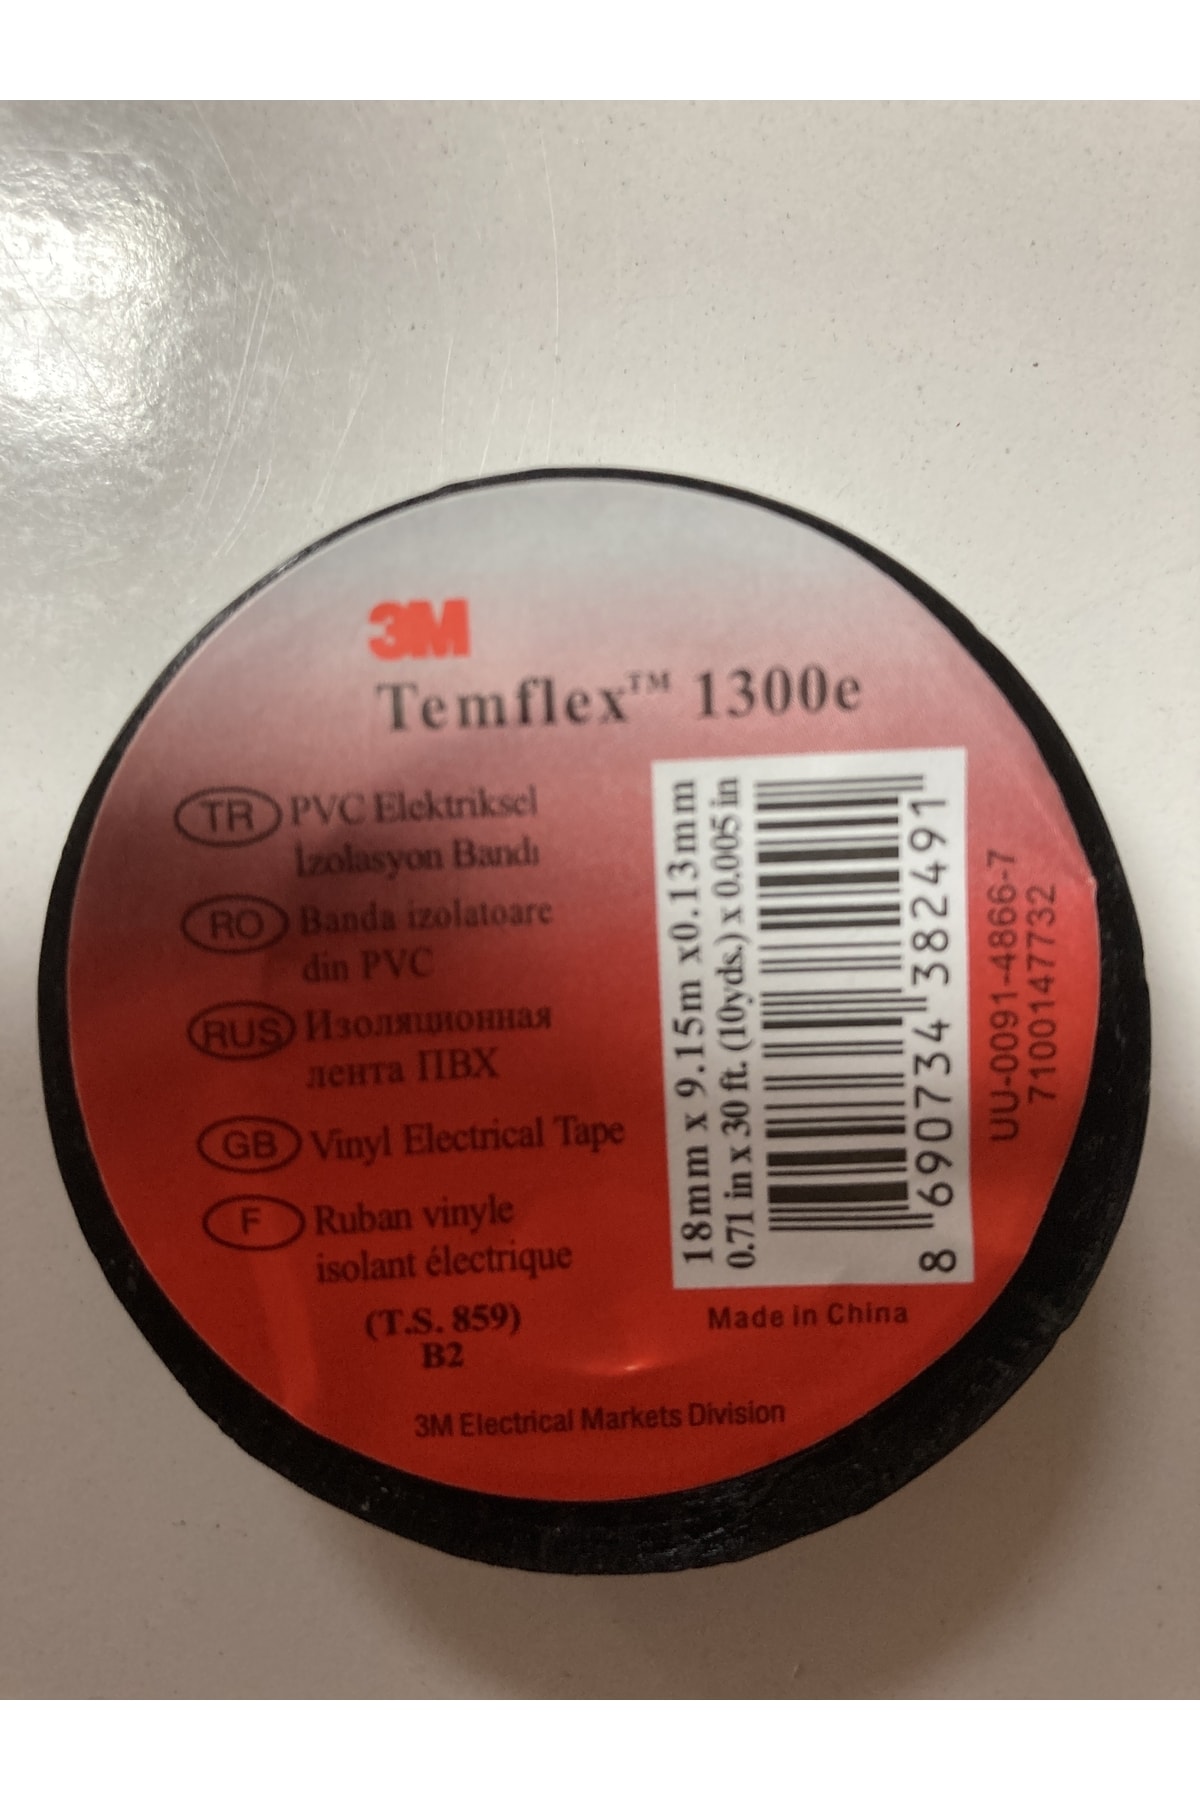 3M
Temflex™ 1300e
TR PVC Elektriksel
İzolasyon Bandı
RO Banda izolatoare
din PVC
RUS Изоляционная
лента ПВХ
GB Vinyl Electrical Tape
F Ruban vinyle
isolant électrique
(T.S. 859)
B2
18mm x 9.15m x0.13mm
0.71 in x 30 ft. (10yds.) x 0.005 in
8 690734 382491
UU-0091-4866-7
7100147732
Made in China
3M Electrical Markets Division